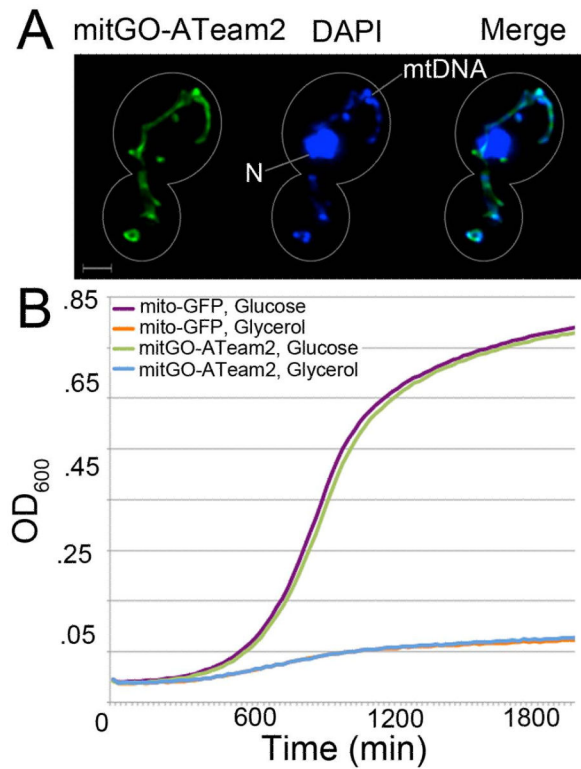 A
mitGO-ATeam2 DAPI Merge
mtDNA
N
B
.85
.65
.45
.25
.05
OD600
mito-GFP, Glucose
mito-GFP, Glycerol
mitGO-ATeam2, Glucose
mitGO-ATeam2, Glycerol
0 600 1200 1800
Time (min)